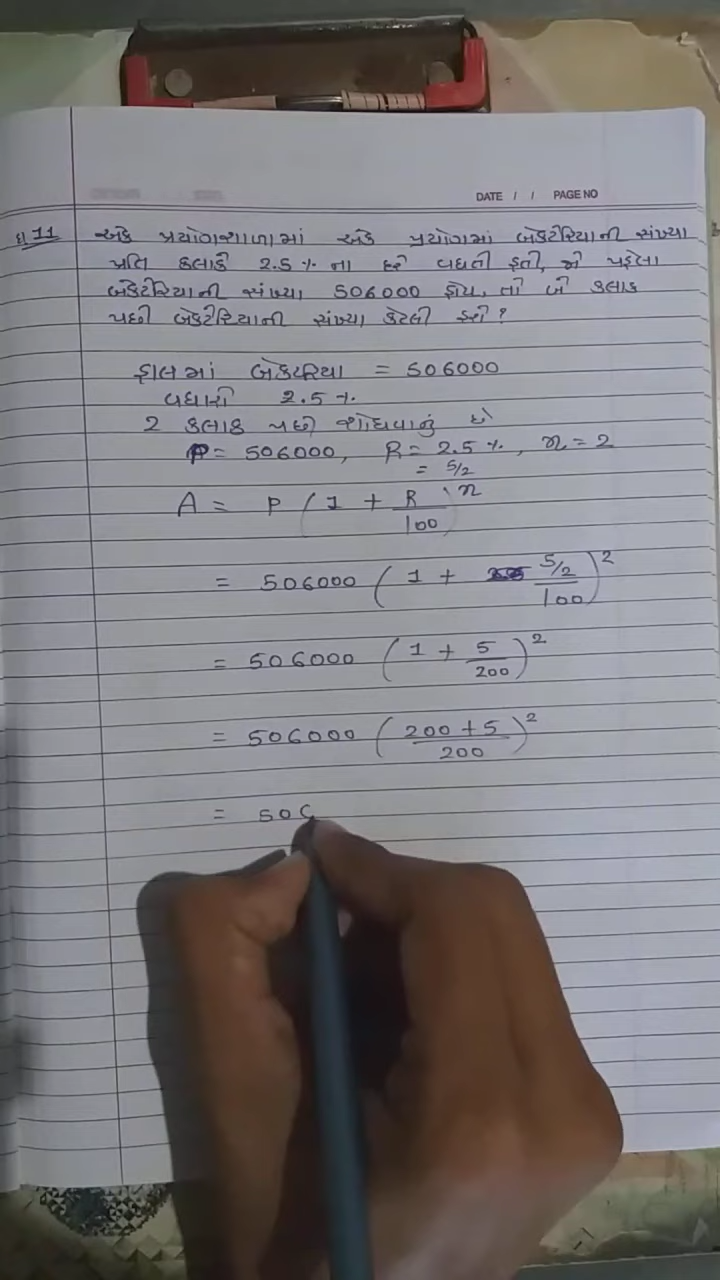 DATE / / PAGE NO
દા 11 એક પ્રયોગશાળામાં એક પ્રયોગમાં બેક્ટેરિયાની સંખ્યા
પ્રતિ કલાકે 2.5 % ના દરે વધતી હતી, જો પહેલા
બેક્ટેરિયાની સંખ્યા 506000 હોય, તો બે કલાક
પછી બેક્ટેરિયાની સંખ્યા કેટલી હશે?
હાલમાં બેક્ટેરિયા = 506000
વધારો 2.5 %
2 કલાક પછી શોધવાનું છે
P = 506000, R = 2.5 %, n = 2
= 5/2
A = P ( 1 + R/100 )^n
= 506000 ( 1 + 5/2/100 )^2
= 506000 ( 1 + 5/200 )^2
= 506000 ( 200 + 5/200 )^2
= 50